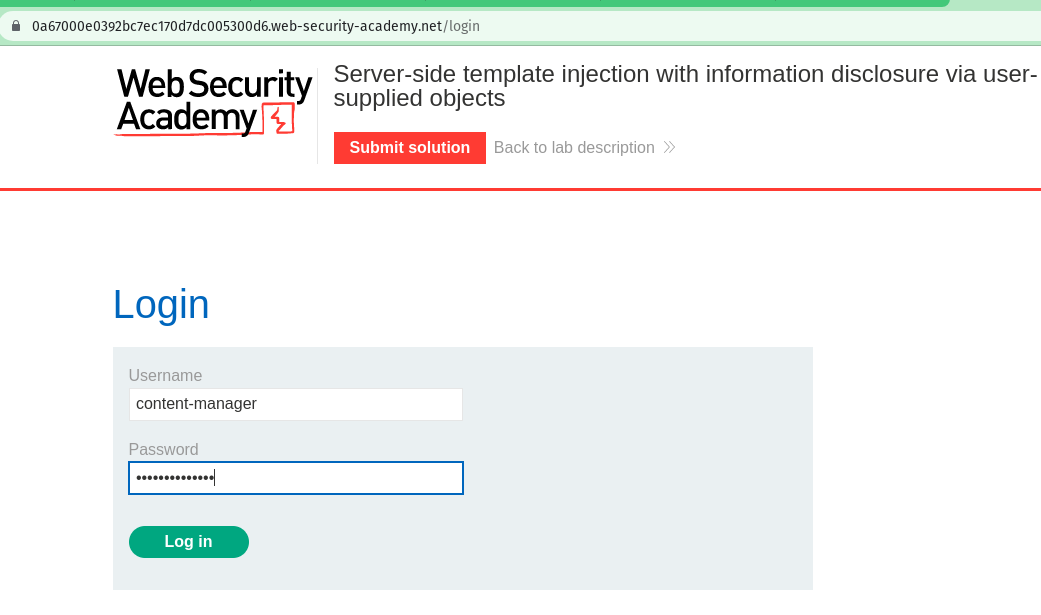 0a67000e0392bc7ec170d7dc005300d6.web-security-academy.net/login
Web Security
Academy
Server-side template injection with information disclosure via user-
supplied objects
Submit solution
Back to lab description
Login
Username
content-manager
Password
••••••••••••••
Log in